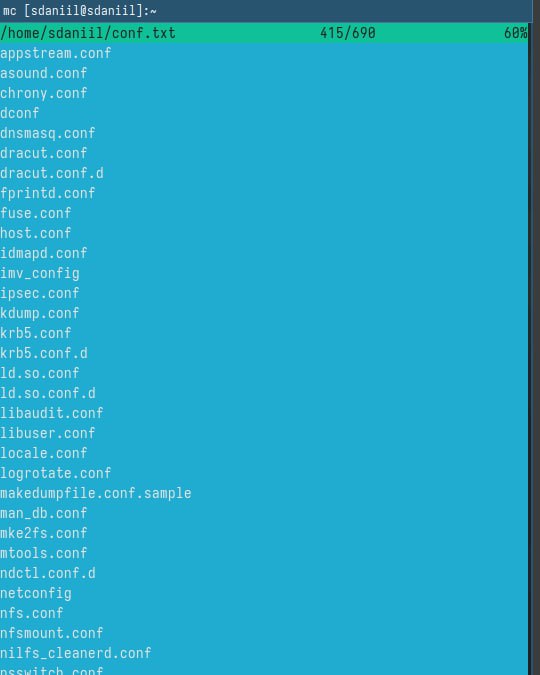 mc [sdaniil@sdaniil]:~
/home/sdaniil/conf.txt 415/690 60%
appstream.conf
asound.conf
chrony.conf
dconf
dnsmasq.conf
dracut.conf
dracut.conf.d
fprintd.conf
fuse.conf
host.conf
idmapd.conf
imv_config
ipsec.conf
kdump.conf
krb5.conf
krb5.conf.d
ld.so.conf
ld.so.conf.d
libaudit.conf
libuser.conf
locale.conf
logrotate.conf
makedumpfile.conf.sample
man_db.conf
mke2fs.conf
mtools.conf
ndctl.conf.d
netconfig
nfs.conf
nfsmount.conf
nilfs_cleanerd.conf
nsswitch.conf